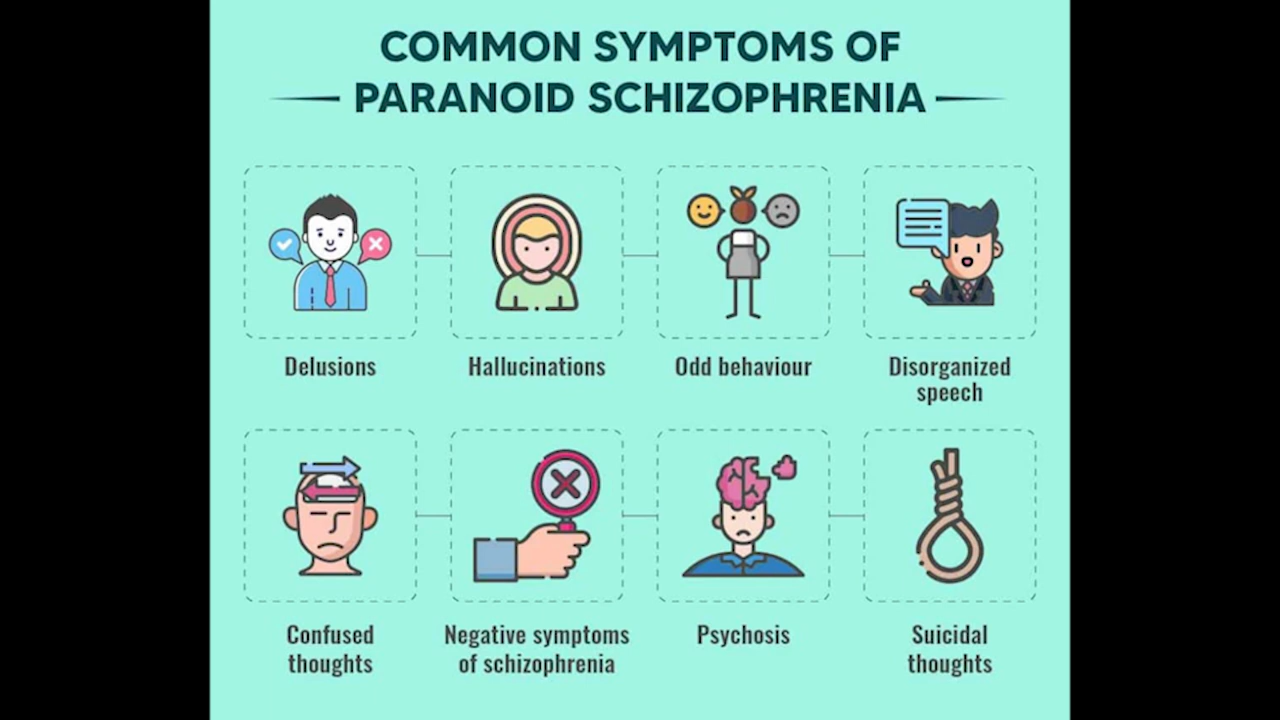 COMMON SYMPTOMS OF
PARANOID SCHIZOPHRENIA
Delusions
Hallucinations
Odd behaviour
Disorganized
speech
Confused
thoughts
Negative symptoms
of schizophrenia
Psychosis
Suicidal
thoughts